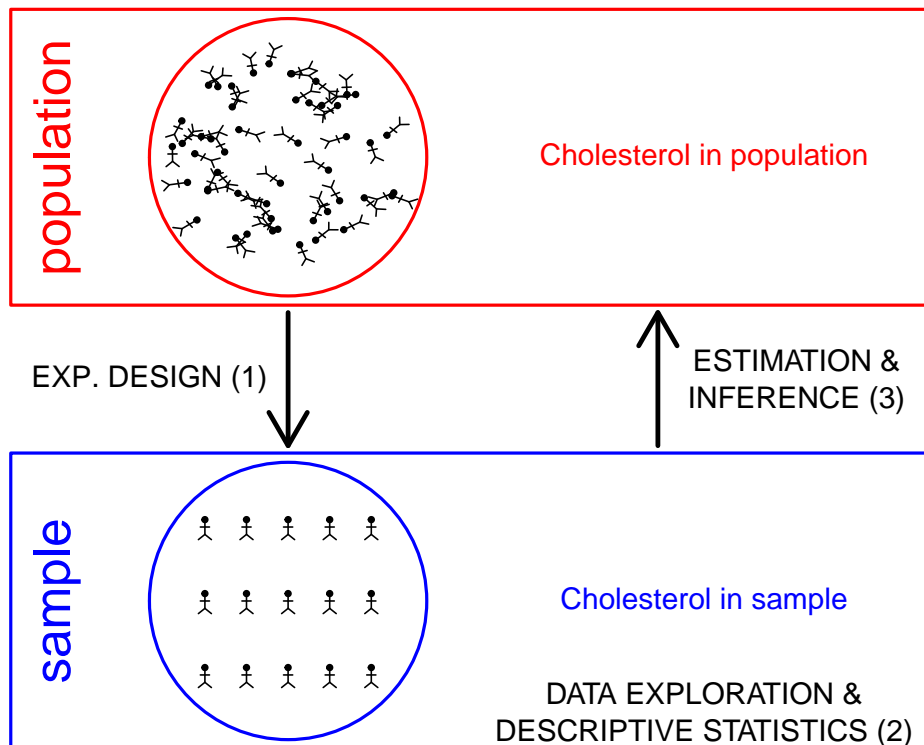 population
Cholesterol in population
EXP. DESIGN (1)
ESTIMATION &
INFERENCE (3)
sample
Cholesterol in sample
DATA EXPLORATION &
DESCRIPTIVE STATISTICS (2)